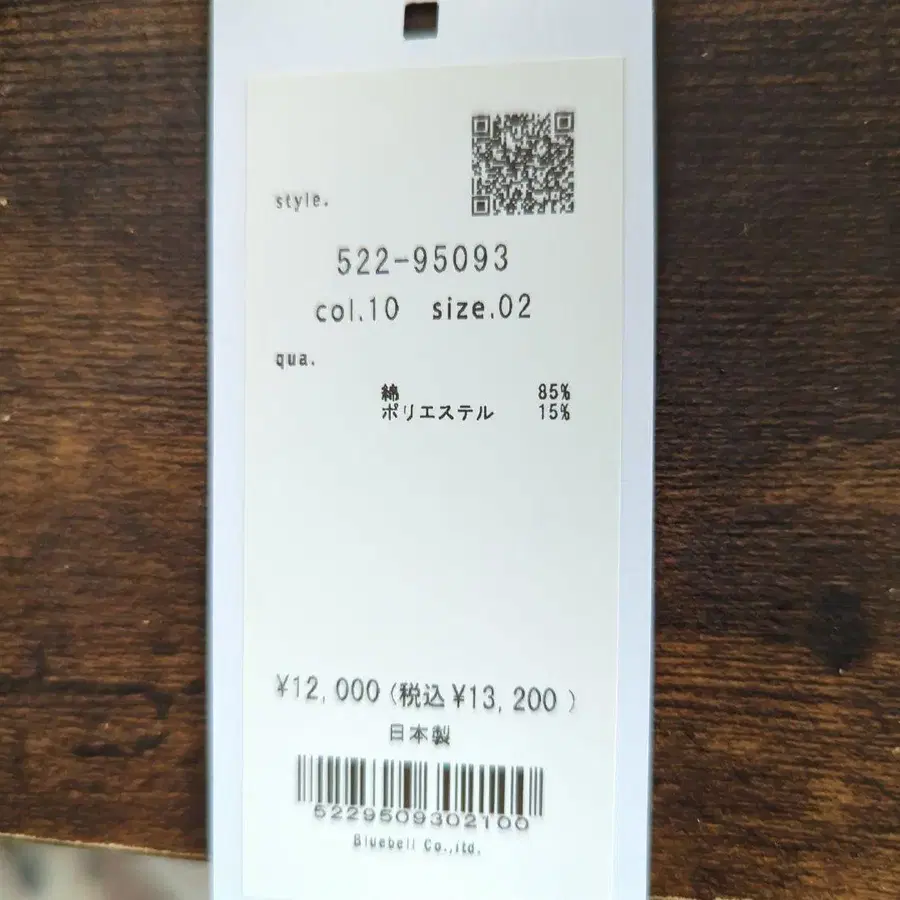 style.
522-95093
col.10 size.02
qua.
綿 85%
ポリエステル 15%
¥12,000(税込¥13,200)
日本製
5229509302100
Bluebell Co.,ltd.